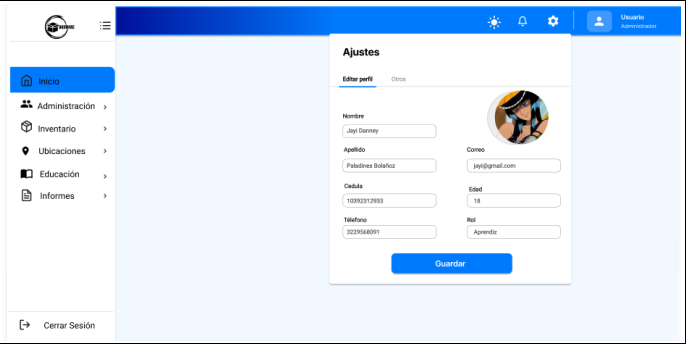 Usuario
Administrador
Ajustes
Editar perfil Otros
Inicio
Administración
Inventario
Ubicaciones
Educación
Informes
Cerrar Sesión
Nombre
Jayi Danney
Apellido Correo
Paladines Bolañoz jayi@gmail.com
Cedula Edad
10392312933 18
Télefono Rol
3229568091 Aprendiz
Guardar